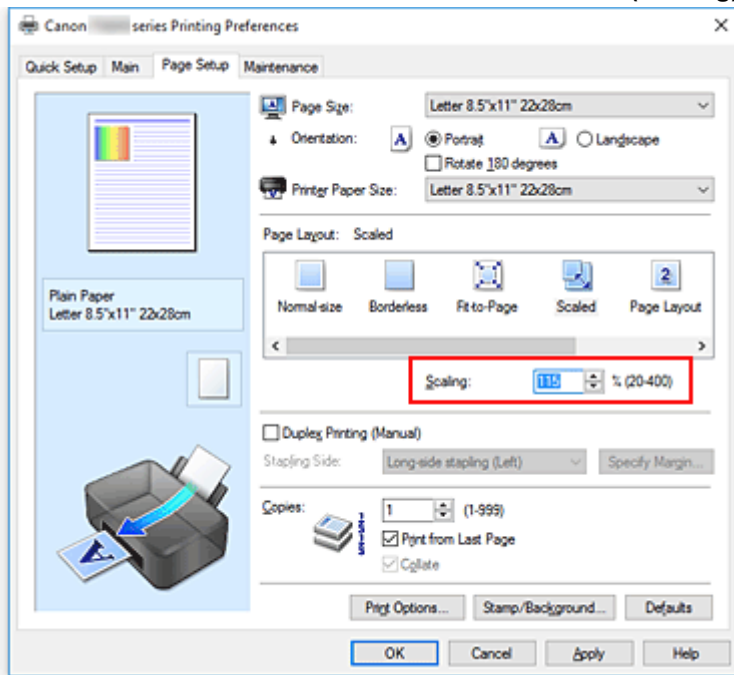 Canon series Printing Preferences
Quick Setup Main Page Setup Maintenance
Page Size: Letter 8.5"x11" 22x28cm
Orientation: A Portrait A Landscape
Rotate 180 degrees
Printer Paper Size: Letter 8.5"x11" 22x28cm
Page Layout: Scaled
2
Normal-size Borderless Fit-to-Page Scaled Page Layout
Plain Paper
Letter 8.5"x11" 22x28cm
Scaling: 115 % (20-400)
Duplex Printing (Manual)
Stapling Side: Long-side stapling (Left) Specify Margin...
Copies: 1 (1-999)
Print from Last Page
Collate
A
Print Options... Stamp/Background... Defaults
OK Cancel Apply Help